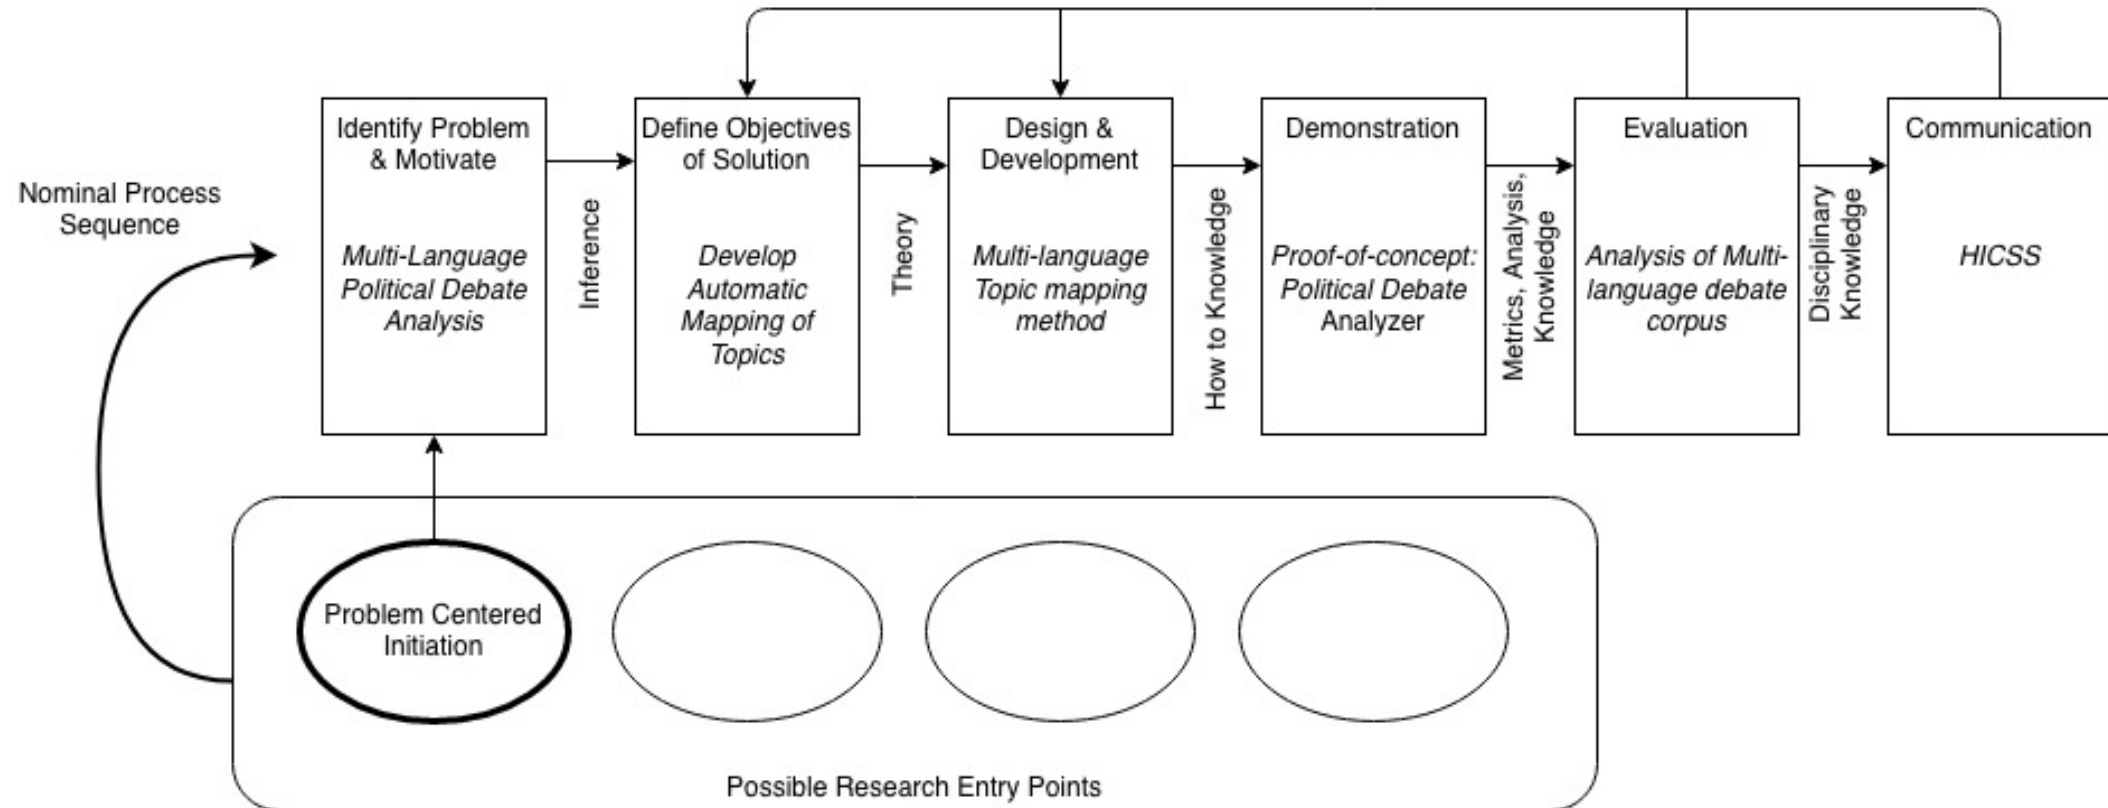 Nominal Process
Sequence
Identify Problem
& Motivate
Multi-Language
Political Debate
Analysis
Inference
Define Objectives
of Solution
Develop
Automatic
Mapping of
Topics
Theory
Design &
Development
Multi-language
Topic mapping
method
How to Knowledge
Demonstration
Proof-of-concept:
Political Debate
Analyzer
Metrics, Analysis,
Knowledge
Evaluation
Analysis of Multi-
language debate
corpus
Disciplinary
Knowledge
Communication
HICSS
Problem Centered
Initiation
Possible Research Entry Points